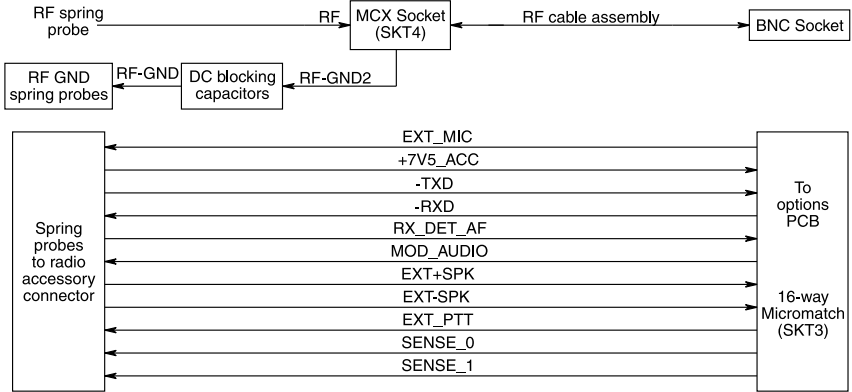 RF spring
probe
RF
MCX Socket
(SKT4)
RF cable assembly
BNC Socket
RF GND
spring probes
RF-GND
DC blocking
capacitors
RF-GND2
Spring
probes
to radio
accessory
connector
EXT_MIC
+7V5_ACC
-TXD
-RXD
RX_DET_AF
MOD_AUDIO
EXT+SPK
EXT-SPK
EXT_PTT
SENSE_0
SENSE_1
To
options
PCB
16-way
Micromatch
(SKT3)